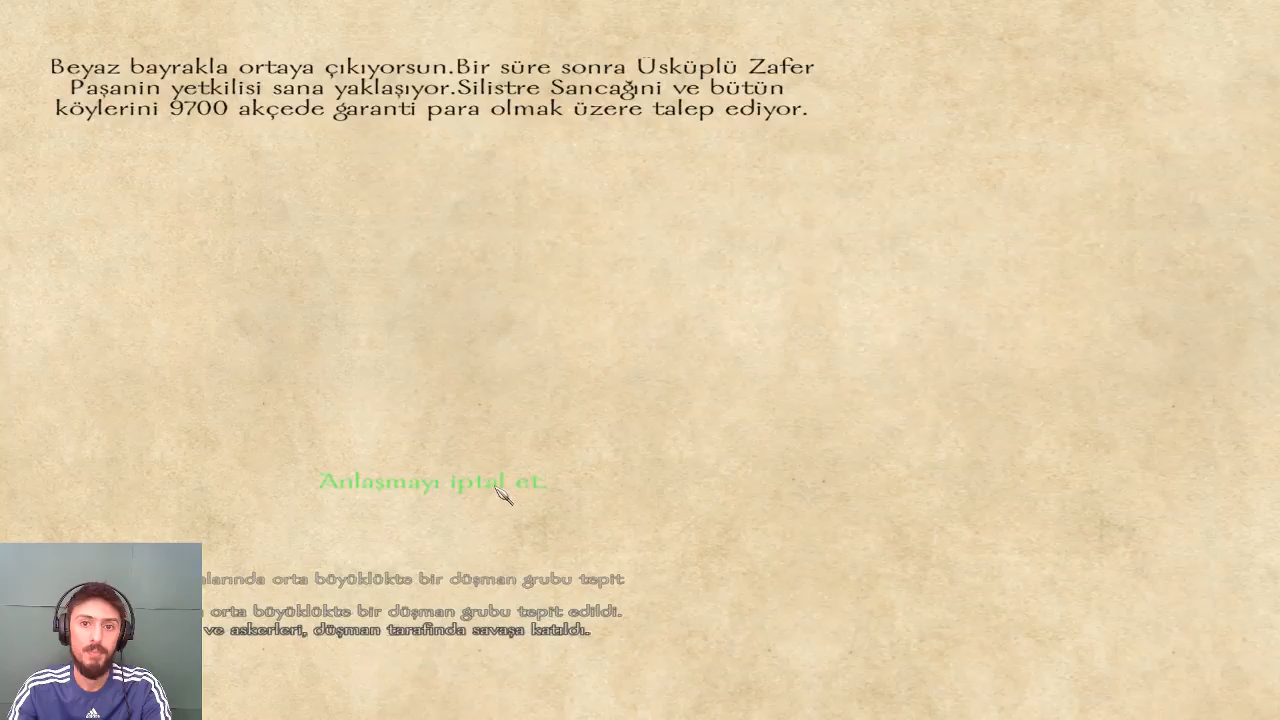 Beyaz bayrakla ortaya çıkıyorsun.Bir süre sonra Üsküplü Zafer
Paşanin yetkilisi sana yaklaşıyor.Silistre Sancağıni ve bütün
köylerini 9700 akçede garanti para olmak üzere talep ediyor.
Anlaşmayı iptal et..
orta büyüklükte bir düşman grubu tepit
orta büyüklükte bir düşman grubu tepit edildi.
ve askerleri, düşman tarafında savaşa katıldı.